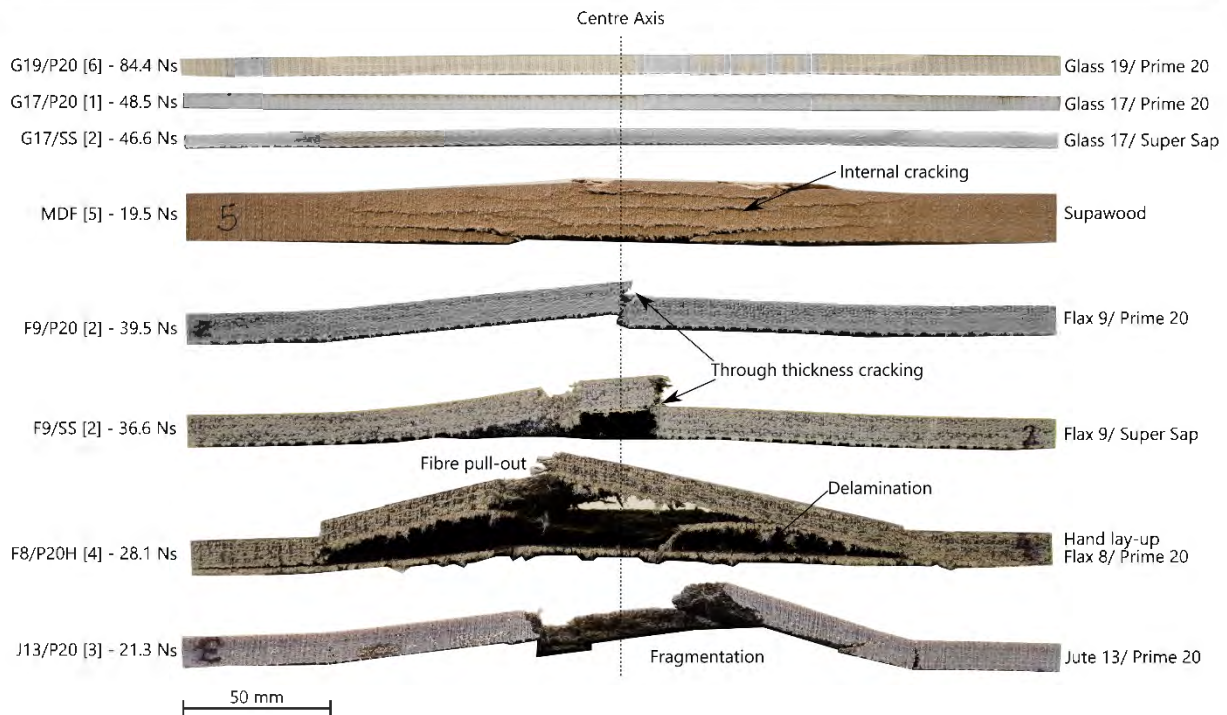 Centre Axis
G19/P20 [6] - 84.4 Ns
Glass 19/ Prime 20
G17/P20 [1] - 48.5 Ns
Glass 17/ Prime 20
G17/SS [2] - 46.6 Ns
Glass 17/ Super Sap
Internal cracking
MDF [5] - 19.5 Ns
5
Supawood
F9/P20 [2] - 39.5 Ns
Flax 9/ Prime 20
Through thickness cracking
F9/SS [2] - 36.6 Ns
2
Flax 9/ Super Sap
Fibre pull-out
Delamination
F8/P20H [4] - 28.1 Ns
Hand lay-up
Flax 8/ Prime 20
J13/P20 [3] - 21.3 Ns
Fragmentation
Jute 13/ Prime 20
50 mm